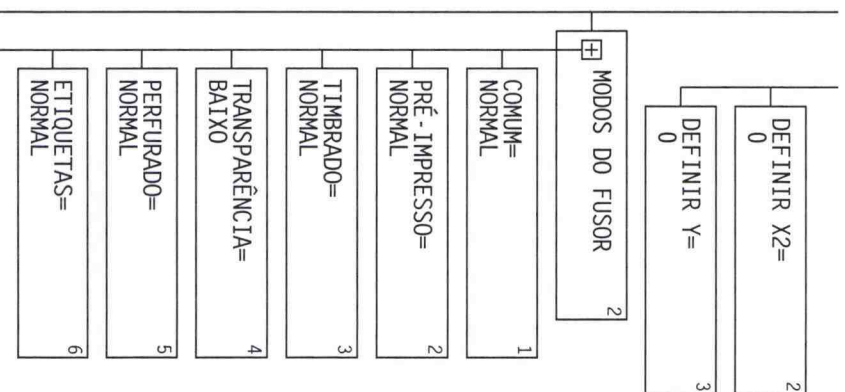 DEFINIR X2=
0
2
DEFINIR Y=
0
3
MODOS DO FUSOR
2
COMUM=
NORMAL
1
PRÉ-IMPRESSO=
NORMAL
2
TIMBRADO=
NORMAL
3
TRANSPARÊNCIA=
BAIXO
4
PERFURADO=
NORMAL
5
ETIQUETAS=
NORMAL
6